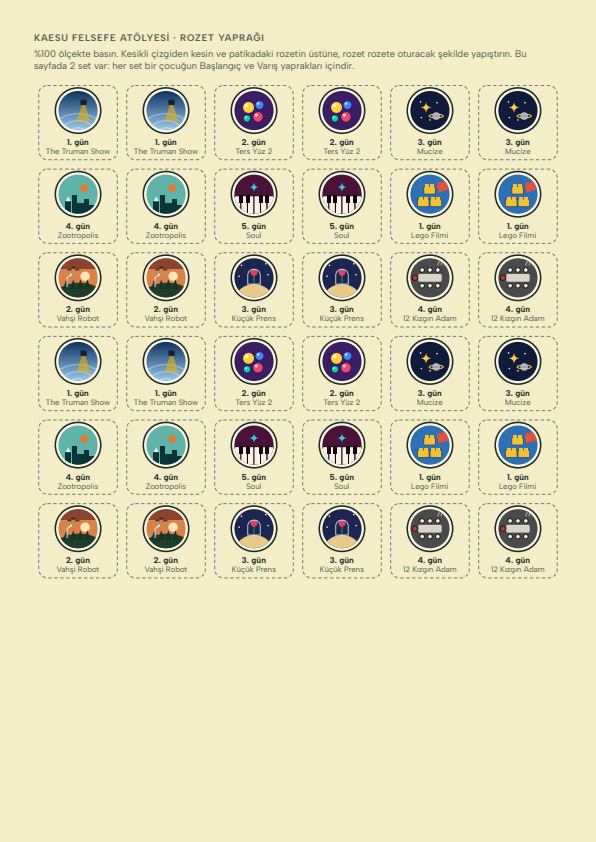 KAESU FELSEFE ATÖLYESİ · ROZET YAPRAĞI
%100 ölçekte basın. Kesikli çizgiden kesin ve patikadaki rozetin üstüne, rozet rozete oturacak şekilde yapıştırın. Bu
sayfada 2 set var: her set bir çocuğun Başlangıç ve Varış yaprakları içindir.
1. gün 1. gün 2. gün 2. gün 3. gün 3. gün
The Truman Show The Truman Show Ters Yüz 2 Ters Yüz 2 Mucize Mucize
4. gün 4. gün 5. gün 5. gün 1. gün 1. gün
Zootropolis Zootropolis Soul Soul Lego Filmi Lego Filmi
2. gün 2. gün 3. gün 3. gün 4. gün 4. gün
Vahşi Robot Vahşi Robot Küçük Prens Küçük Prens 12 Kızgın Adam 12 Kızgın Adam
1. gün 1. gün 2. gün 2. gün 3. gün 3. gün
The Truman Show The Truman Show Ters Yüz 2 Ters Yüz 2 Mucize Mucize
4. gün 4. gün 5. gün 5. gün 1. gün 1. gün
Zootropolis Zootropolis Soul Soul Lego Filmi Lego Filmi
2. gün 2. gün 3. gün 3. gün 4. gün 4. gün
Vahşi Robot Vahşi Robot Küçük Prens Küçük Prens 12 Kızgın Adam 12 Kızgın Adam